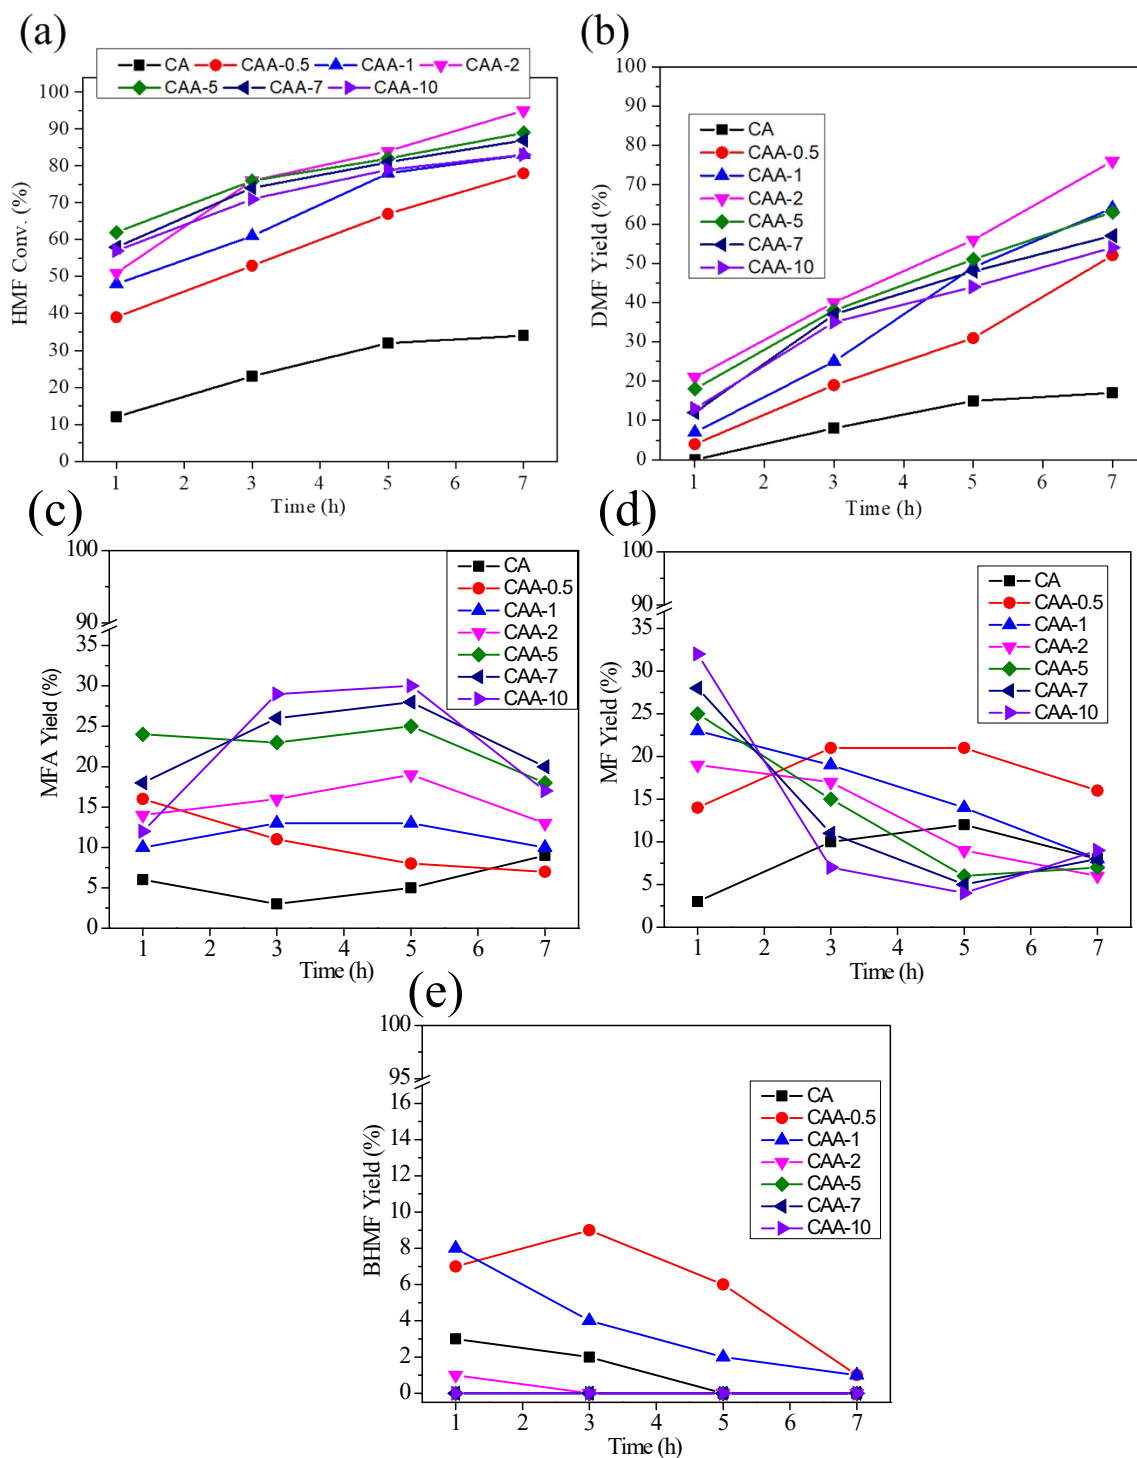 (a)
CA CAA-0.5 CAA-1 CAA-2
CAA-5 CAA-7 CAA-10
100
90
80
70
60
50
40
30
20
10
0
HMF Conv. (%)
1 2 3 4 5 6 7
Time (h)
(b)
100
90
80
70
60
50
40
30
20
10
0
DMF Yield (%)
CA
CAA-0.5
CAA-1
CAA-2
CAA-5
CAA-7
CAA-10
1 2 3 4 5 6 7
Time (h)
(c)
100
90
35
30
25
20
15
10
5
0
MFA Yield (%)
CA
CAA-0.5
CAA-1
CAA-2
CAA-5
CAA-7
CAA-10
1 2 3 4 5 6 7
Time (h)
(d)
100
90
35
30
25
20
15
10
5
0
MF Yield (%)
CA
CAA-0.5
CAA-1
CAA-2
CAA-5
CAA-7
CAA-10
1 2 3 4 5 6 7
Time (h)
(e)
100
95
16
14
12
10
8
6
4
2
0
BHMF Yield (%)
CA
CAA-0.5
CAA-1
CAA-2
CAA-5
CAA-7
CAA-10
1 2 3 4 5 6 7
Time (h)